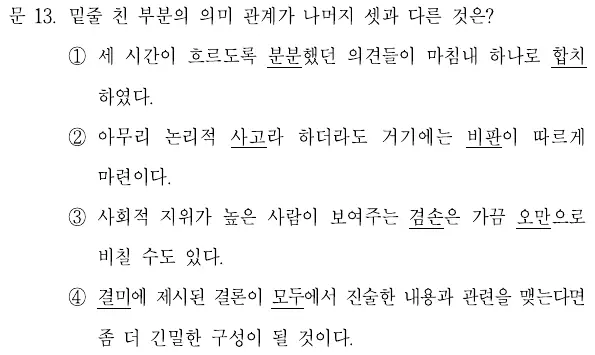 문 13. 밑줄 친 부분의 의미 관계가 나머지 셋과 다른 것은?
① 세 시간이 흐르도록 분분했던 의견들이 마침내 하나로 합치
하였다.
② 아무리 논리적 사고라 하더라도 거기에는 비판이 따르게
마련이다.
③ 사회적 지위가 높은 사람이 보여주는 겸손은 가끔 오만으로
비칠 수도 있다.
④ 결미에 제시된 결론이 모두에서 진술한 내용과 관련을 맺는다면
좀 더 긴밀한 구성이 될 것이다.